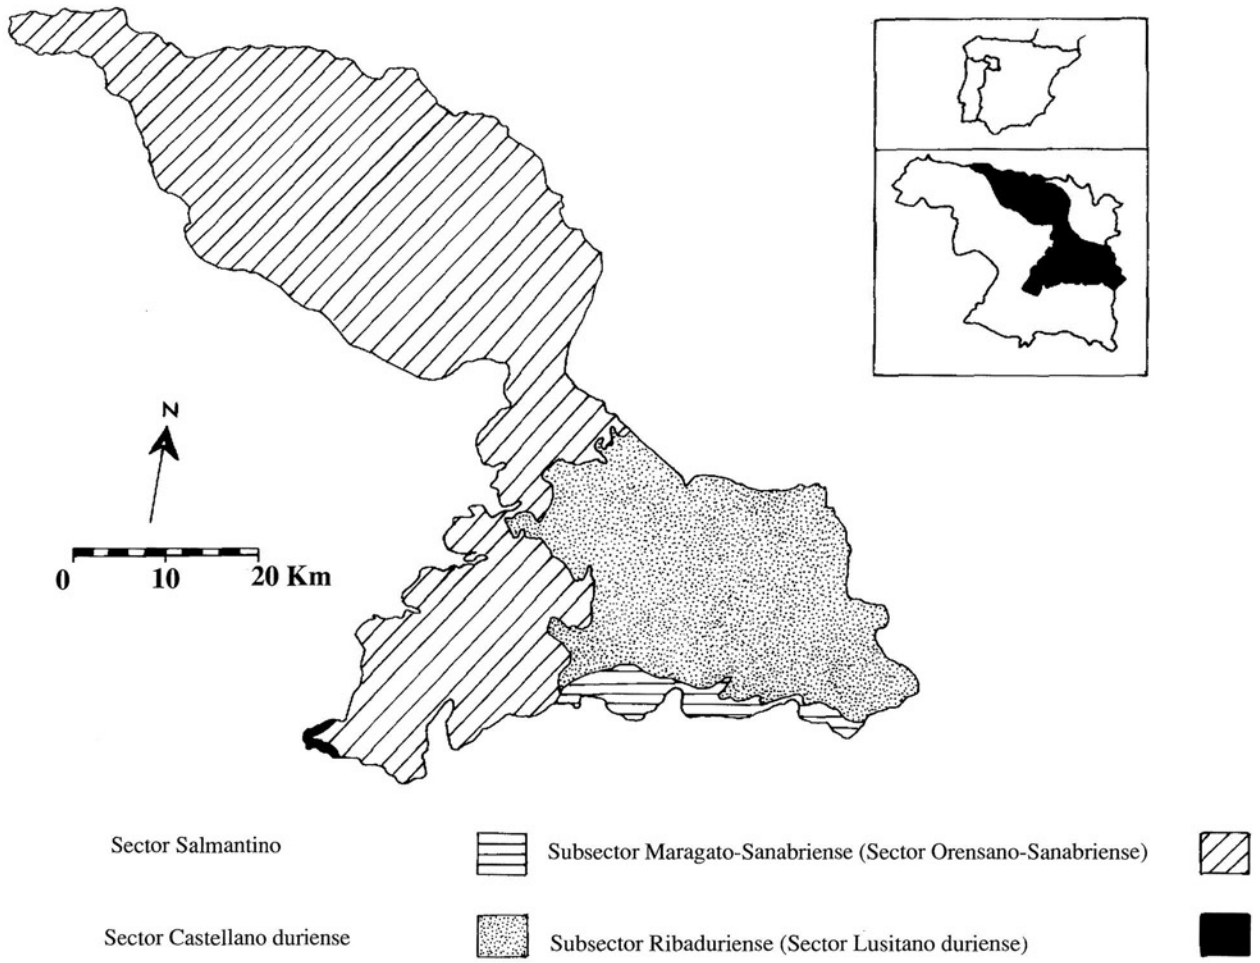 N
0 10 20 Km
Sector Salmantino
Subsector Maragato-Sanabriense (Sector Orensano-Sanabriense)
Sector Castellano duriense
Subsector Ribaduriense (Sector Lusitano duriense)